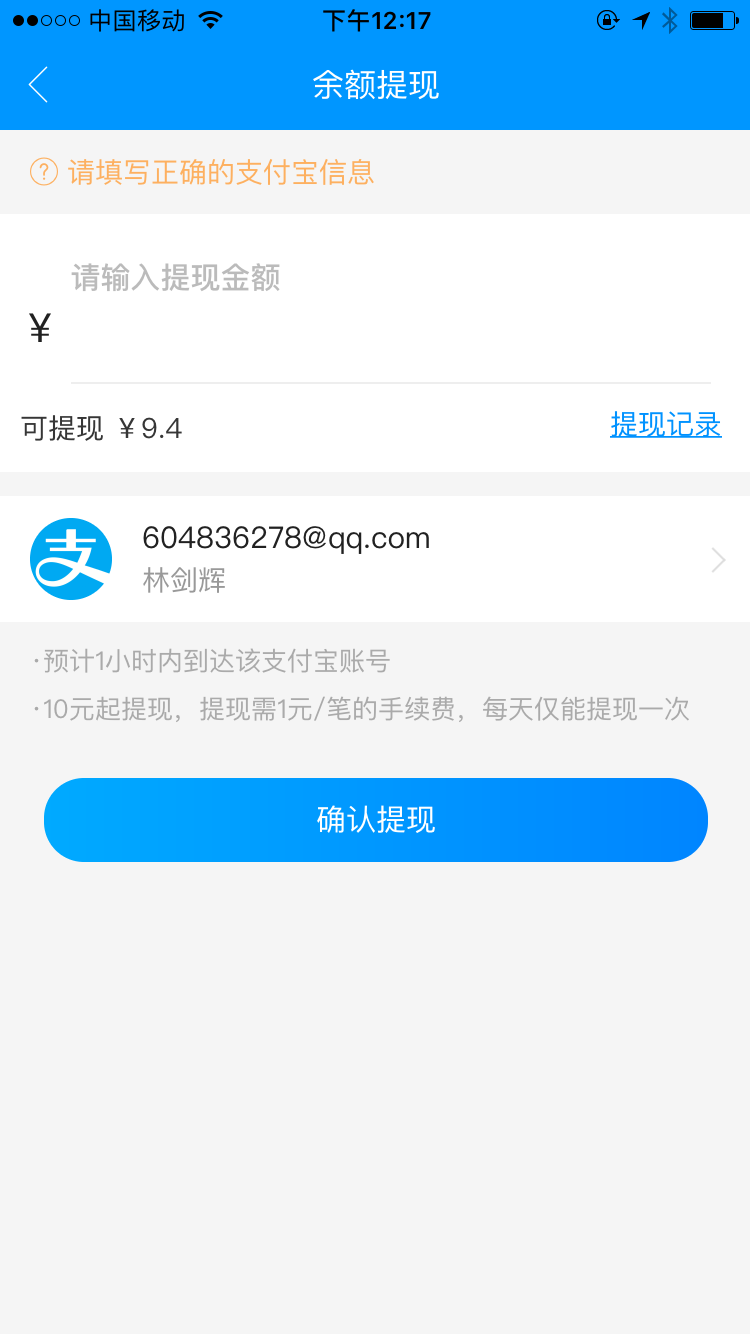 中国移动
下午12:17
余额提现
? 请填写正确的支付宝信息
请输入提现金额
¥
可提现 ¥9.4
提现记录
支
604836278@qq.com
林剑辉
·预计1小时内到达该支付宝账号
·10元起提现，提现需1元/笔的手续费，每天仅能提现一次
确认提现